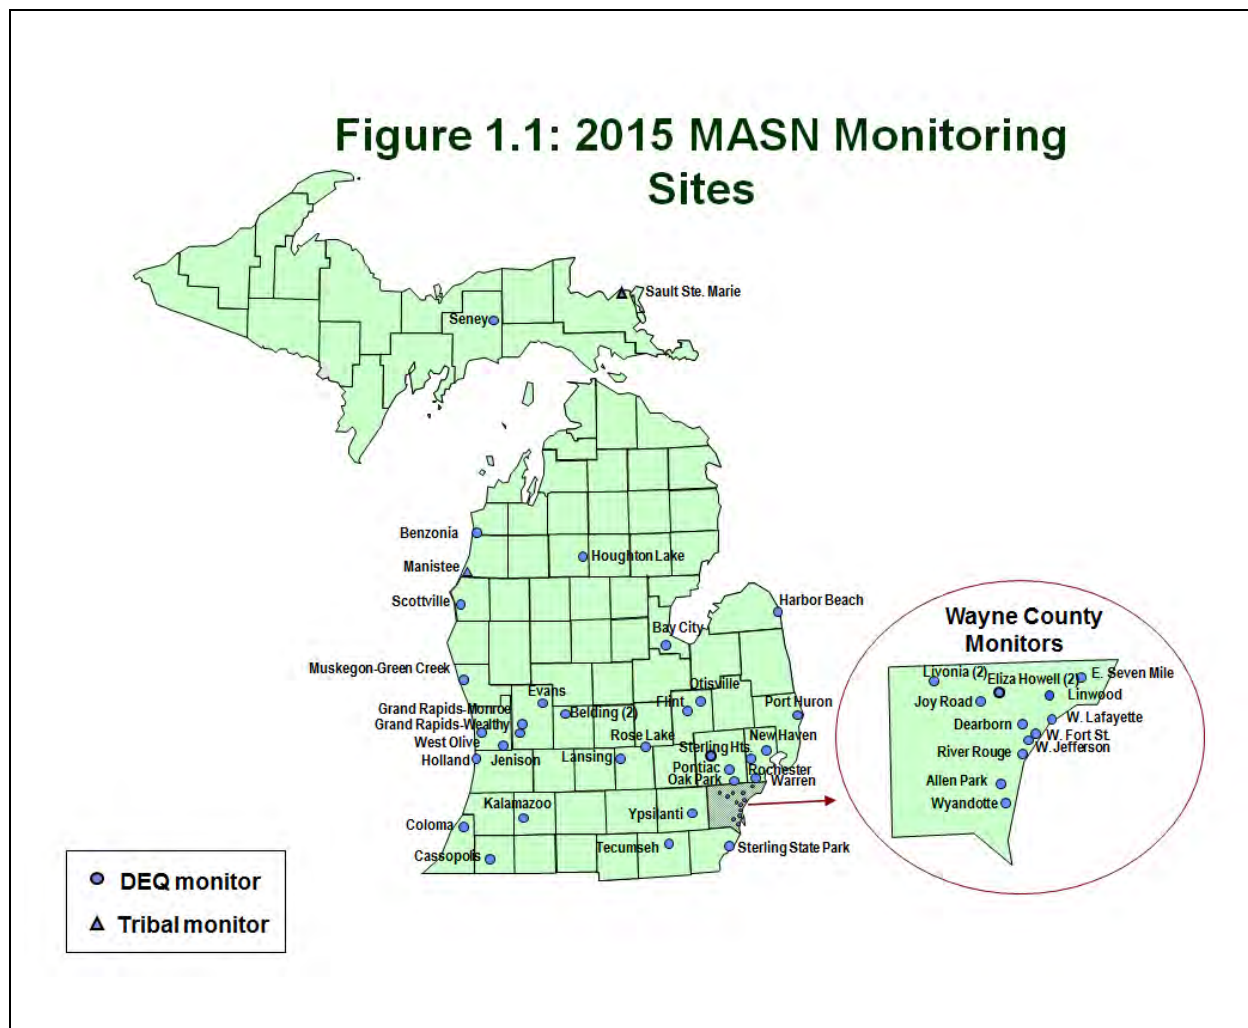 Figure 1.1: 2015 MASN Monitoring
Sites
Sault Ste. Marie
Seney
Benzonia
Houghton Lake
Manistee
Scottville
Harbor Beach
Bay City
Muskegon-Green Creek
Otisville
Evans
Flint
Port Huron
Grand Rapids-Monroe
Belding (2)
Grand Rapids-Wealthy
Rose Lake
New Haven
West Olive
Sterling Hts.
Holland
Jenison
Lansing
Pontiac
Rochester
Oak Park
Warren
Kalamazoo
Ypsilanti
Coloma
Tecumseh
Sterling State Park
Cassopolis
Wayne County
Monitors
Livonia (2)
Eliza Howell (2)
E. Seven Mile
Joy Road
Linwood
Dearborn
W. Lafayette
W. Fort St.
River Rouge
W. Jefferson
Allen Park
Wyandotte
DEQ monitor
Tribal monitor